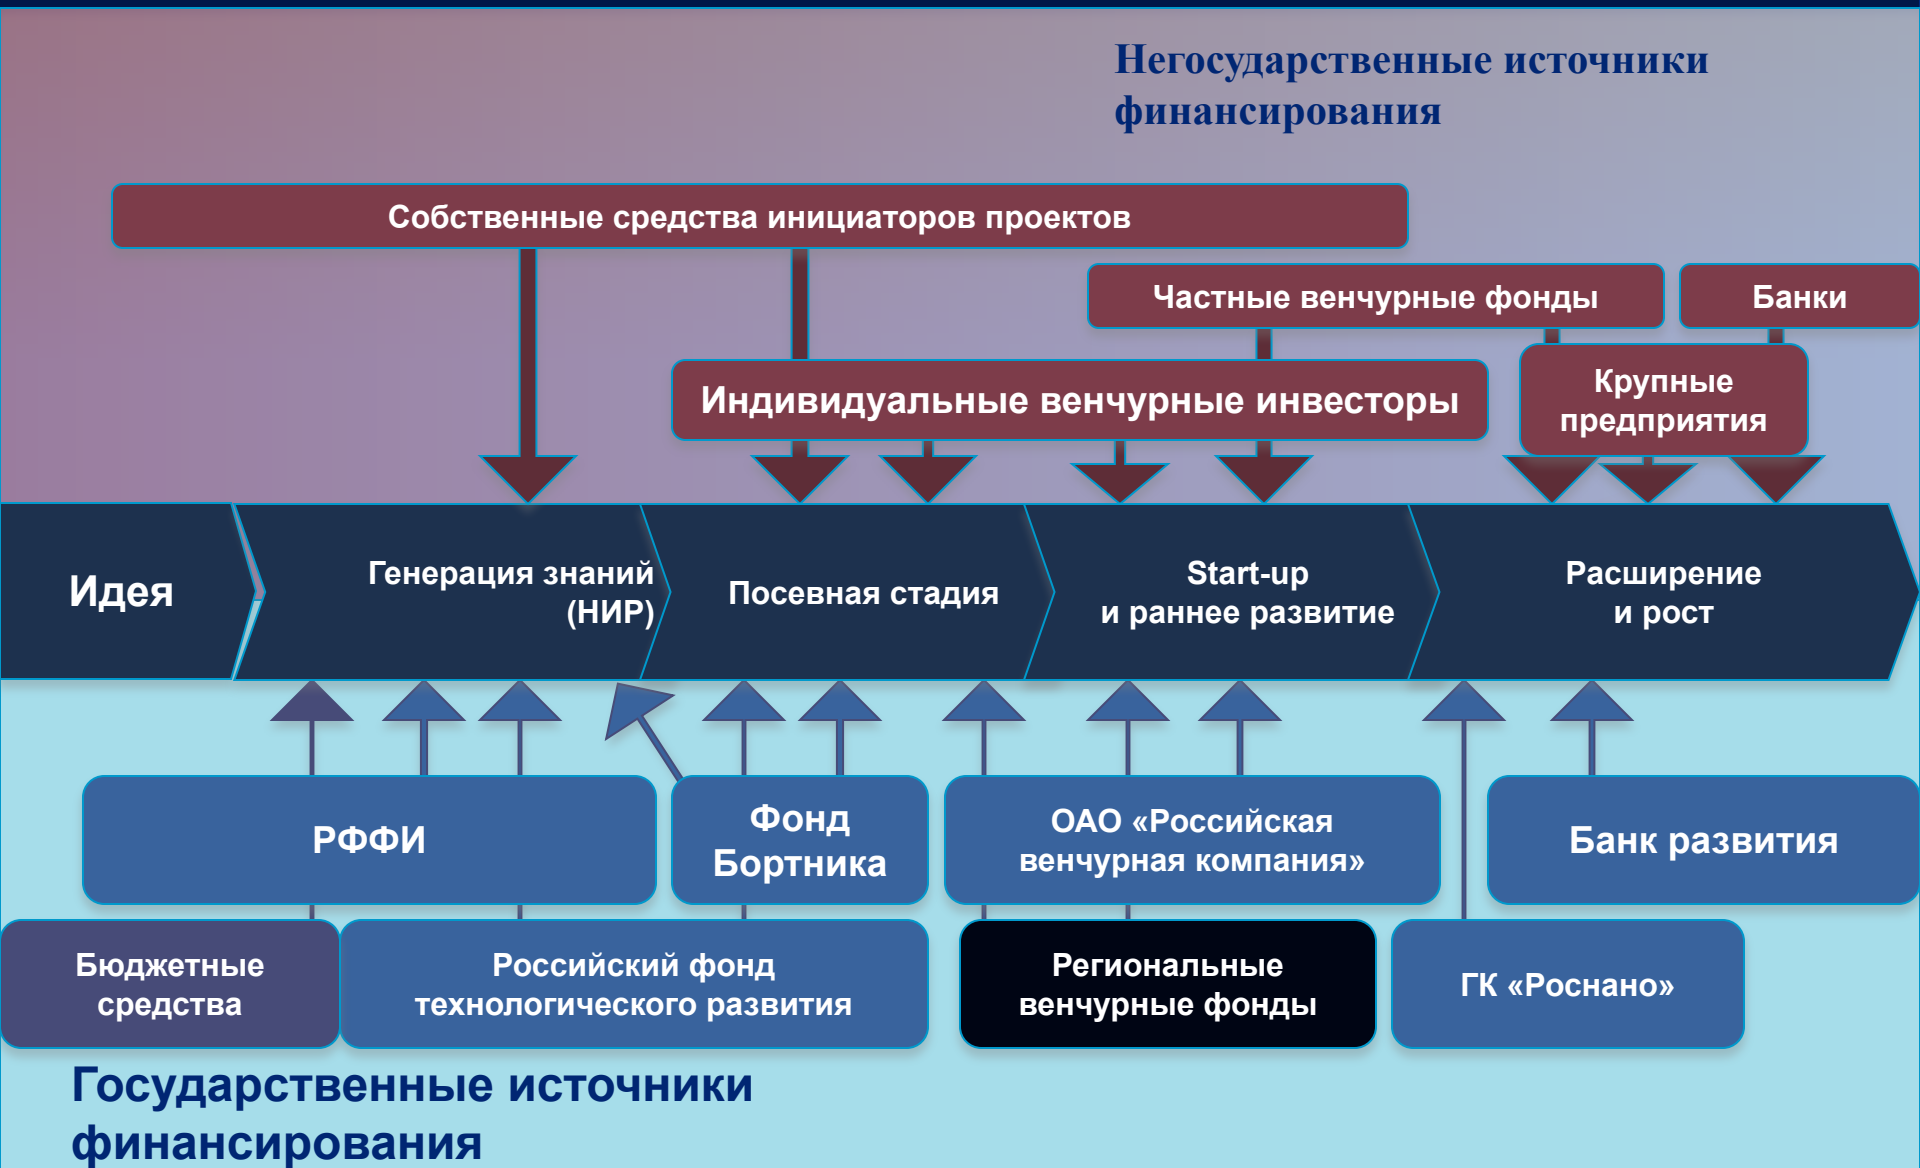 Негосударственные источники
финансирования
Собственные средства инициаторов проектов
Частные венчурные фонды
Банки
Индивидуальные венчурные инвесторы
Крупные
предприятия
Идея
Генерация знаний
(НИР)
Посевная стадия
Start-up
и раннее развитие
Расширение
и рост
РФФИ
Фонд
Бортника
ОАО «Российская
венчурная компания»
Банк развития
Бюджетные
средства
Российский фонд
технологического развития
Региональные
венчурные фонды
ГК «Роснано»
Государственные источники
финансирования